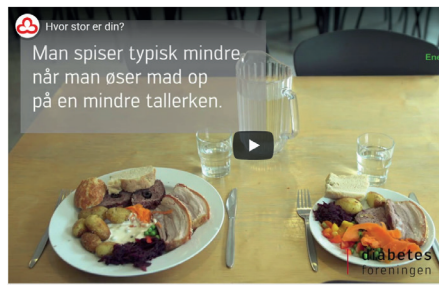 Hvor stor er din?
Man spiser typisk mindre
når man øser mad op
på en mindre tallerken.
diabetes
foreningen